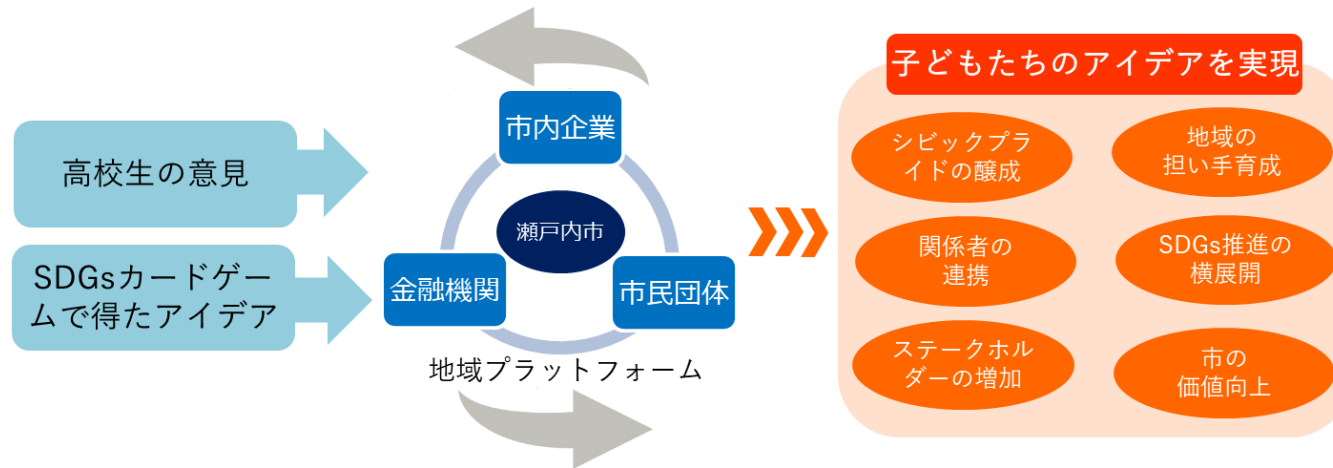 高校生の意見
SDGsカードゲー
ムで得たアイデア
市内企業
瀬戸内市
金融機関
市民団体
地域プラットフォーム
子どもたちのアイデアを実現
シビックプラ
イドの醸成
地域の
担い手育成
関係者の
連携
SDGs推進の
横展開
ステークホル
ダーの増加
市の
価値向上